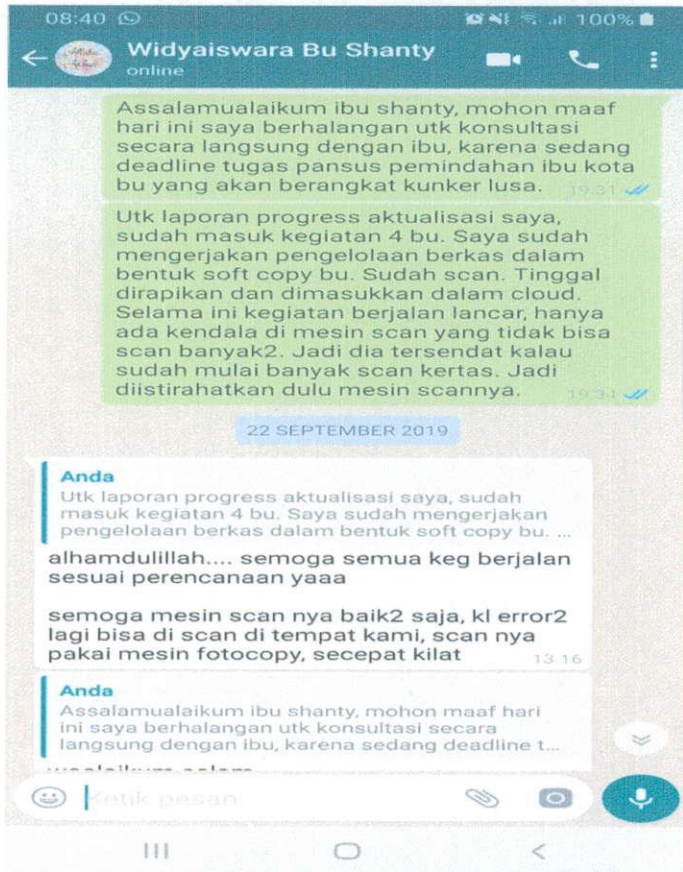 08:40
100%
Widyaiswara Bu Shanty
online
Assalamualaikum ibu shanty, mohon maaf
hari ini saya berhalangan utk konsultasi
secara langsung dengan ibu, karena sedang
deadline tugas pansus pemindahan ibu kota
bu yang akan berangkat kunker lusa. 19.31
Utk laporan progress aktualisasi saya,
sudah masuk kegiatan 4 bu. Saya sudah
mengerjakan pengelolaan berkas dalam
bentuk soft copy bu. Sudah scan. Tinggal
dirapikan dan dimasukkan dalam cloud.
Selama ini kegiatan berjalan lancar, hanya
ada kendala di mesin scan yang tidak bisa
scan banyak2. Jadi dia tersendat kalau
sudah mulai banyak scan kertas. Jadi
diistirahatkan dulu mesin scannya. 19.34
22 SEPTEMBER 2019
Anda
Utk laporan progress aktualisasi saya, sudah
masuk kegiatan 4 bu. Saya sudah mengerjakan
pengelolaan berkas dalam bentuk soft copy bu. ...
alhamdulillah.... semoga semua keg berjalan
sesuai perencanaan yaaa
semoga mesin scan nya baik2 saja, kl error2
lagi bisa di scan di tempat kami, scan nya
pakai mesin fotocopy, secepat kilat 13.16
Anda
Assalamualaikum ibu shanty, mohon maaf hari
ini saya berhalangan utk konsultasi secara
langsung dengan ibu, karena sedang deadline t...
Ketik pesan